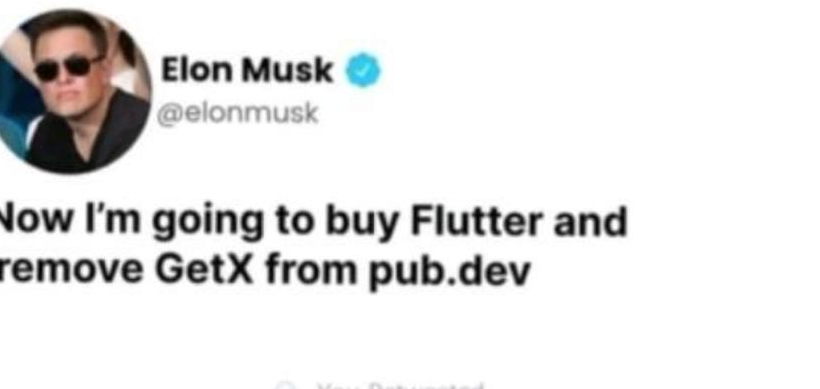 Elon Musk
@elonmusk
Now I'm going to buy Flutter and
remove GetX from pub.dev
You Retweeted